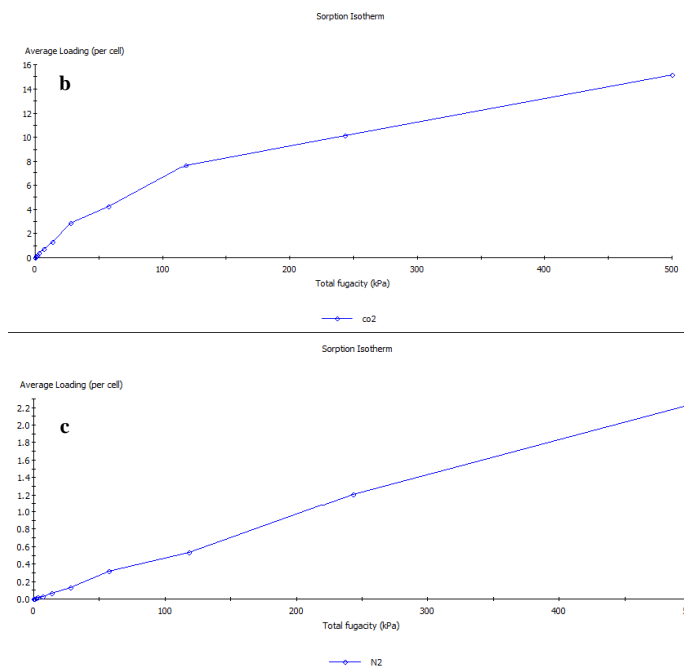 Sorption Isotherm
Average Loading (per cell)
b
16
14
12
10
8
6
4
2
0
0 100 200 300 400 500
Total fugacity (kPa)
co2
Sorption Isotherm
Average Loading (per cell)
c
2.2
2.0
1.8
1.6
1.4
1.2
1.0
0.8
0.6
0.4
0.2
0.0
0 100 200 300 400
Total fugacity (kPa)
N2